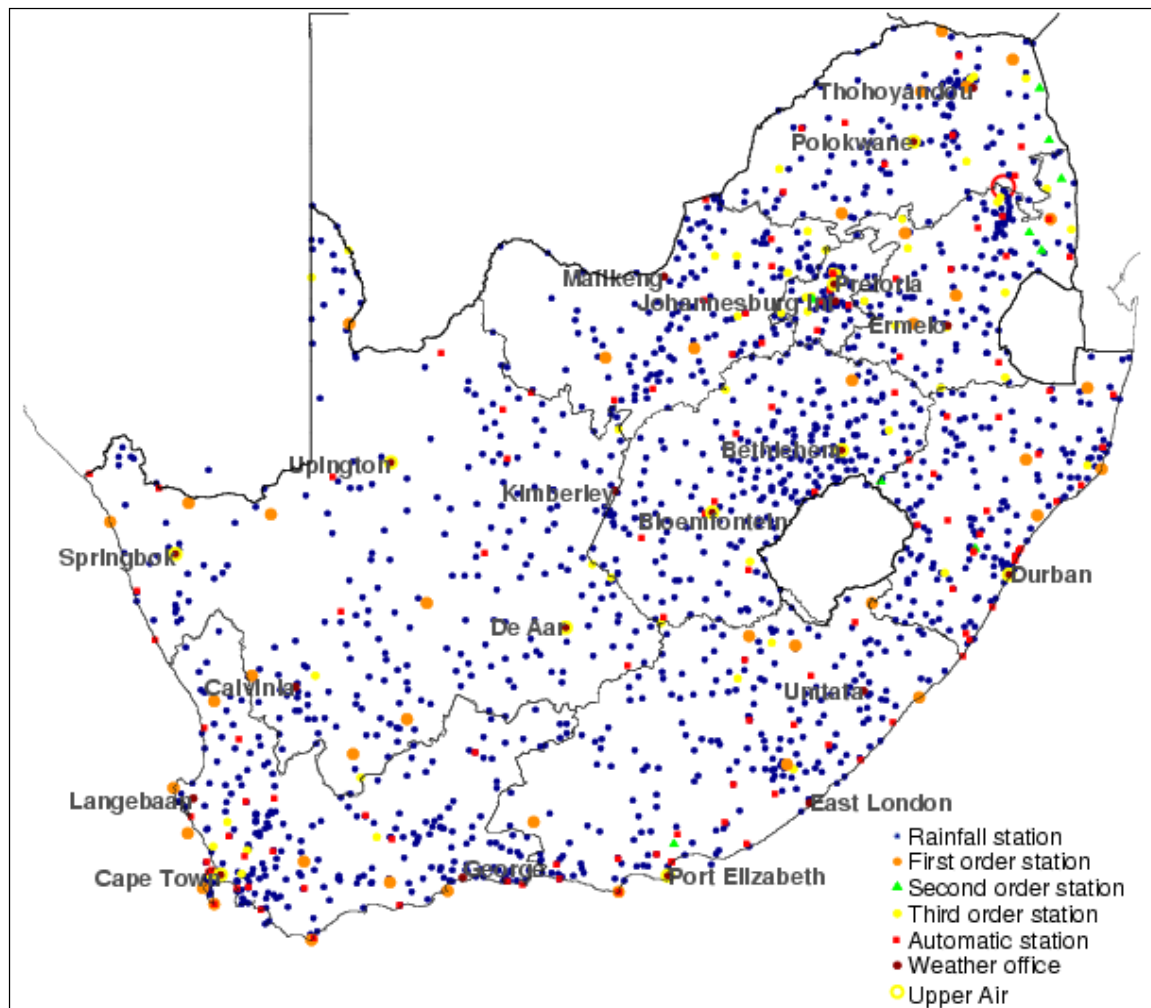 Thohoyandou
Polokwane
Mafikeng
Pretoria
Johannesburg Int
Ermelo
Bethlehem
Upington
Kimberley
Bloemfontein
Springbok
Durban
De Aar
Calvinia
Umtata
Langebaan
East London
Cape Town
George
Port Elizabeth
Rainfall station
First order station
Second order station
Third order station
Automatic station
Weather office
Upper Air